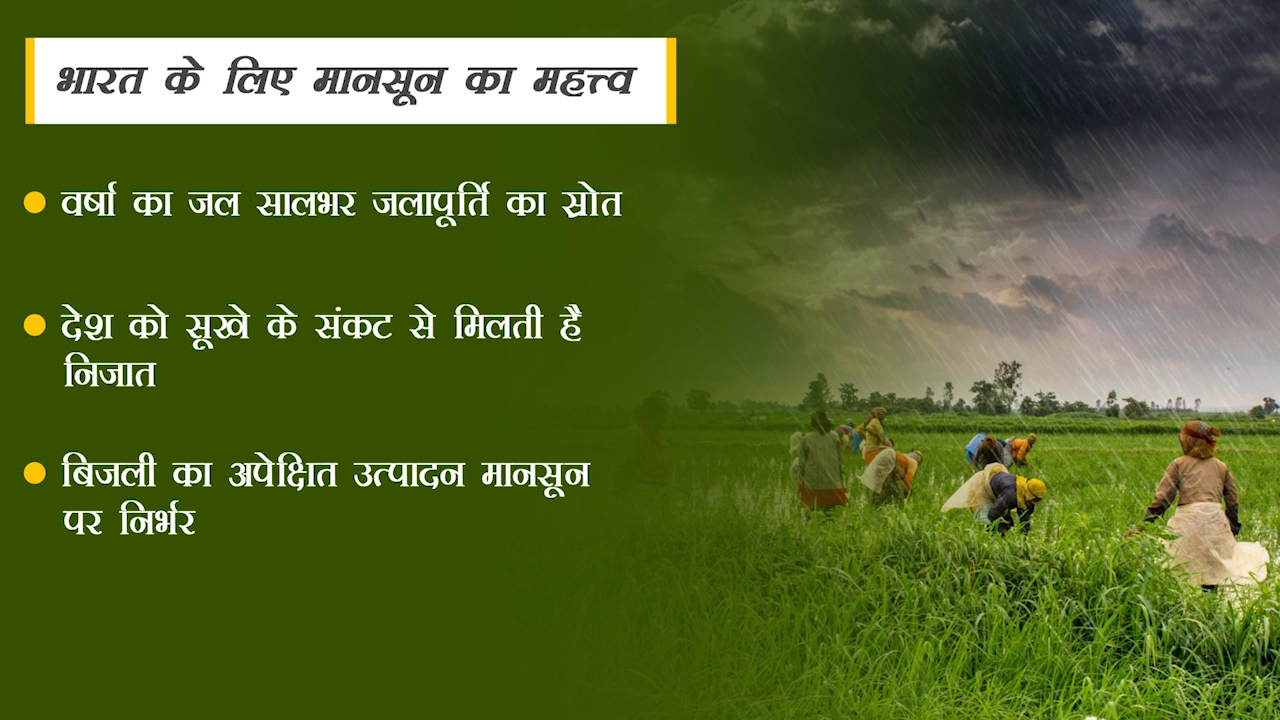 भारत के लिए मानसून का महत्त्व
वर्षा का जल सालभर जलापूर्ति का स्रोत
देश को सूखे के संकट से मिलती है
निजात
बिजली का अपेक्षित उत्पादन मानसून
पर निर्भर